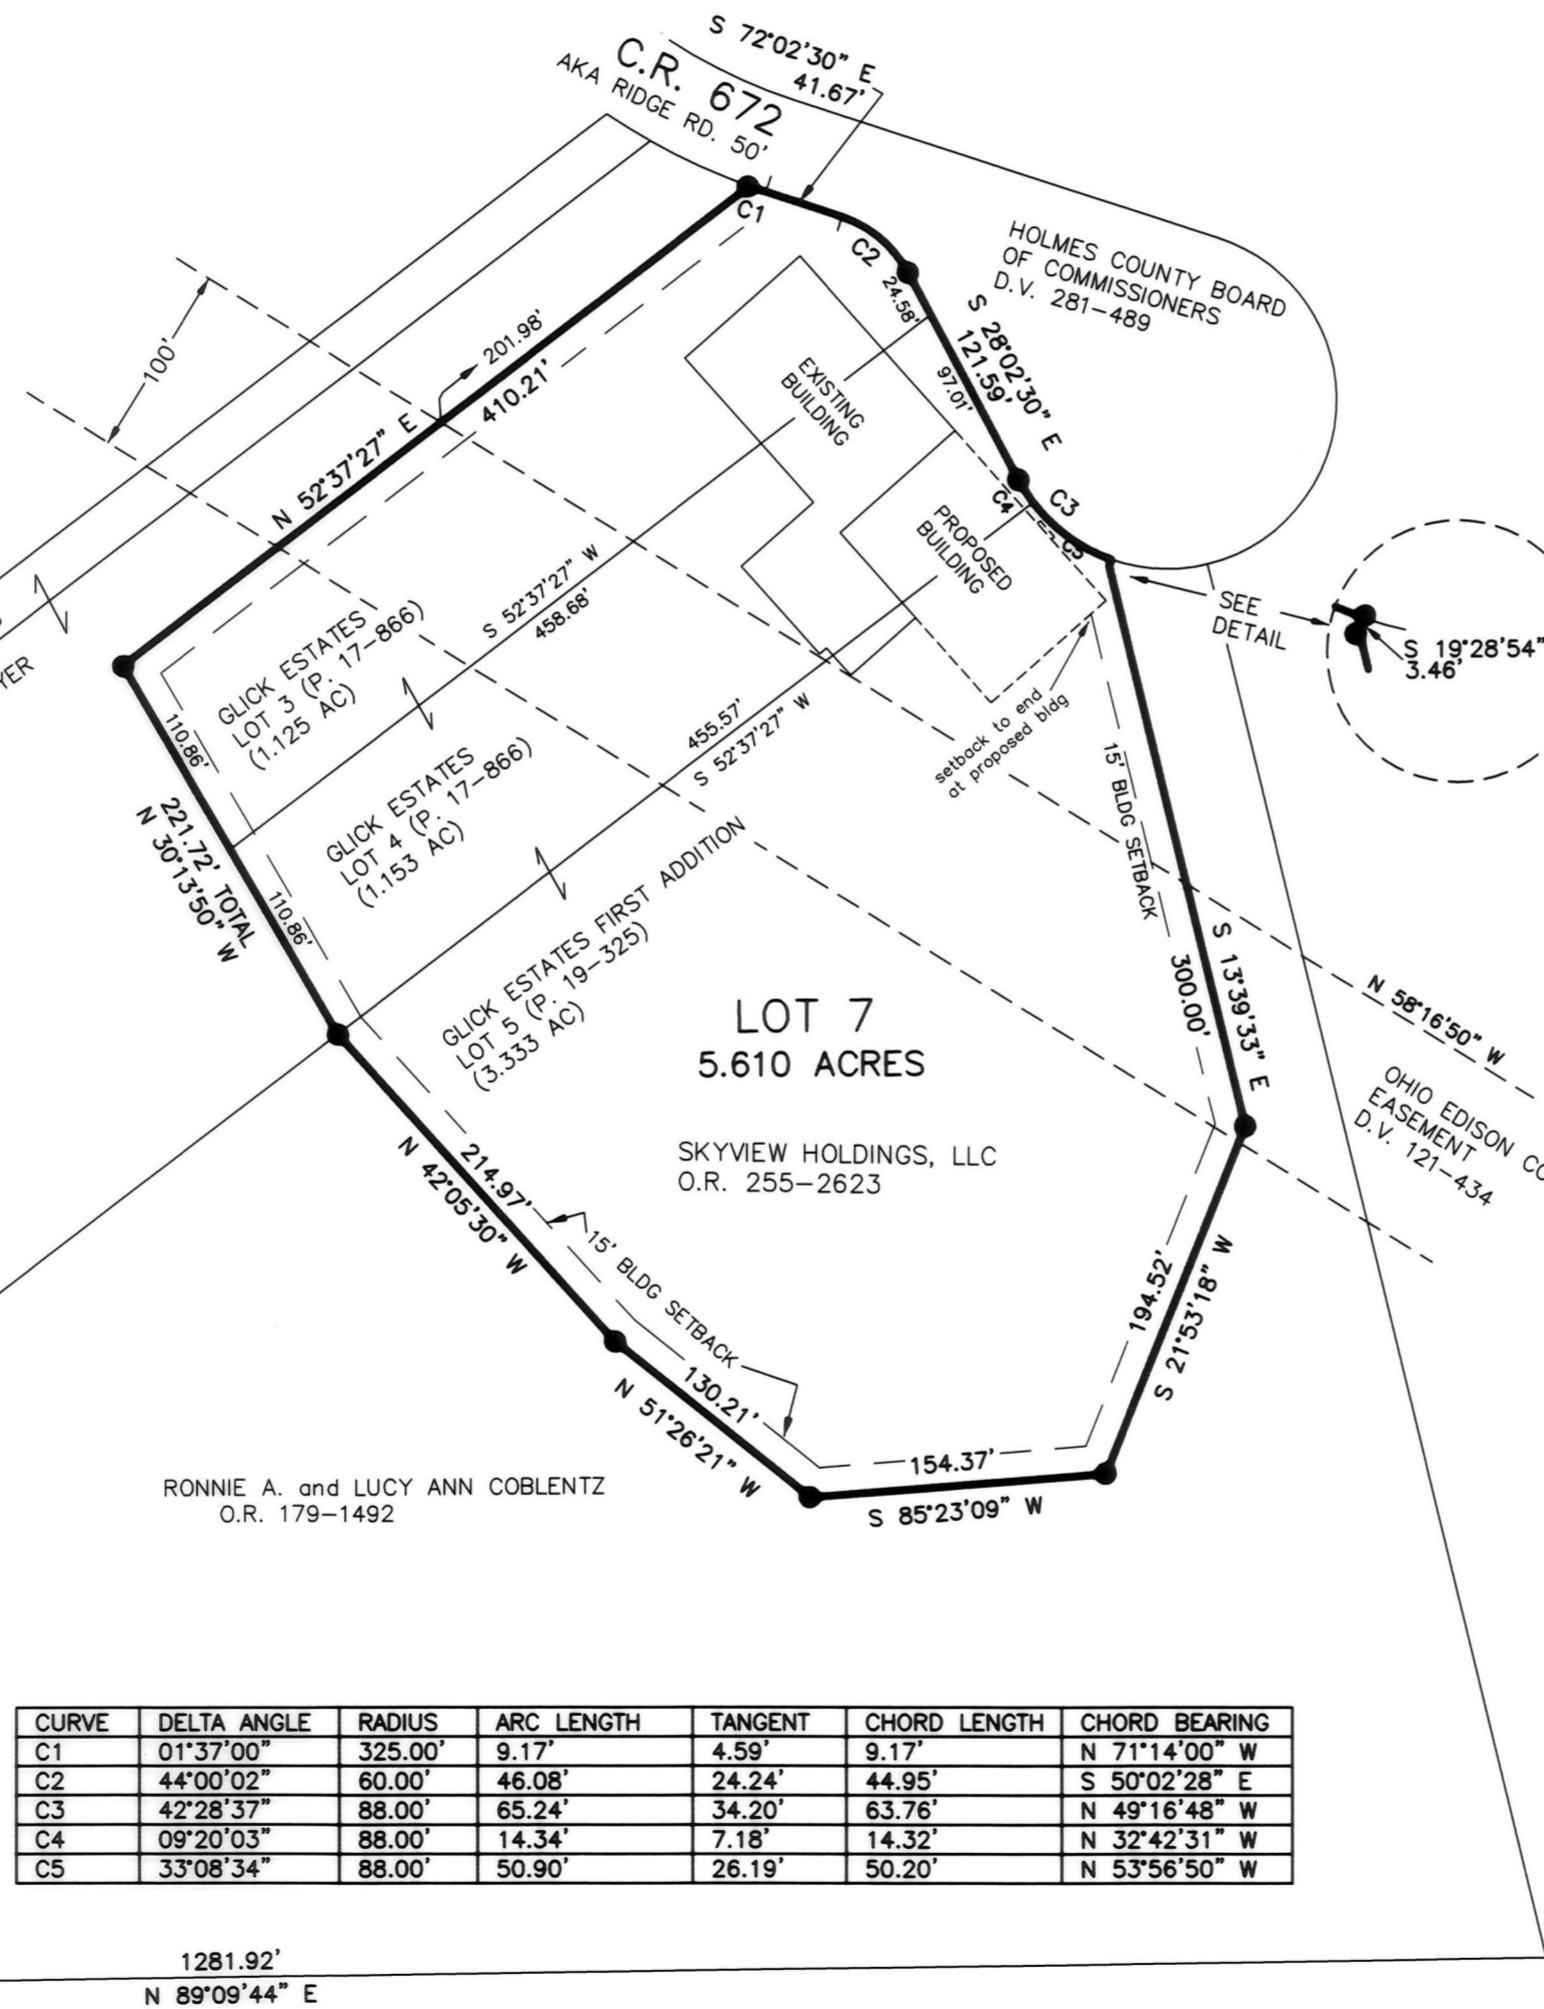 S 72°02'30" E
41.67'
C.R. 672
AKA RIDGE RD. 50'
C1
C2
HOLMES COUNTY BOARD
OF COMMISSIONERS
D.V. 281-489
24.58'
S 28°02'30" E
121.59'
97.01'
100'
201.98'
410.21'
N 52°37'27" E
EXISTING
BUILDING
PROPOSED
BUILDING
C4
C3
C5
SEE
DETAIL
S 19°28'54"
3.46'
YER
S 52°37'27" W
458.68'
GLICK ESTATES
LOT 3 (P. 17-866)
(1.125 AC)
110.86'
455.57'
S 52°37'27" W
setback to end
at proposed bldg
GLICK ESTATES
LOT 4 (P. 17-866)
(1.153 AC)
221.72' TOTAL
N 30°13'50" W
110.86'
15' BLDG SETBACK
GLICK ESTATES FIRST ADDITION
LOT 5 (P. 19-325)
(3.333 AC)
S 13°39'33" E
300.00'
LOT 7
5.610 ACRES
N 58°16'50" W
OHIO EDISON CO
EASEMENT
D.V. 121-434
SKYVIEW HOLDINGS, LLC
O.R. 255-2623
214.97'
N 42°05'30" W
15' BLDG SETBACK
194.52'
S 21°53'18" W
130.21'
N 51°26'21" W
154.37'
S 85°23'09" W
RONNIE A. and LUCY ANN COBLENTZ
O.R. 179-1492
CURVE DELTA ANGLE RADIUS ARC LENGTH TANGENT CHORD LENGTH CHORD BEARING
C1 01°37'00" 325.00' 9.17' 4.59' 9.17' N 71°14'00" W
C2 44°00'02" 60.00' 46.08' 24.24' 44.95' S 50°02'28" E
C3 42°28'37" 88.00' 65.24' 34.20' 63.76' N 49°16'48" W
C4 09°20'03" 88.00' 14.34' 7.18' 14.32' N 32°42'31" W
C5 33°08'34" 88.00' 50.90' 26.19' 50.20' N 53°56'50" W
1281.92'
N 89°09'44" E